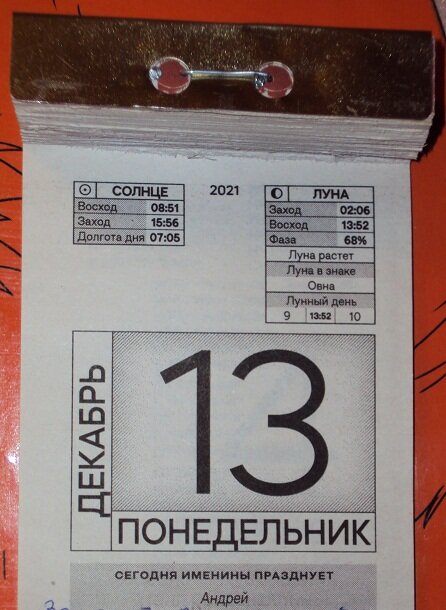 СОЛНЦЕ
Восход 08:51
Заход 15:56
Долгота дня 07:05
2021
ЛУНА
Заход 02:06
Восход 13:52
Фаза 68%
Луна растет
Луна в знаке
Овна
Лунный день
9 13:52 10
ДЕКАБРЬ
13
ПОНЕДЕЛЬНИК
СЕГОДНЯ ИМЕНИНЫ ПРАЗДНУЕТ
Андрей